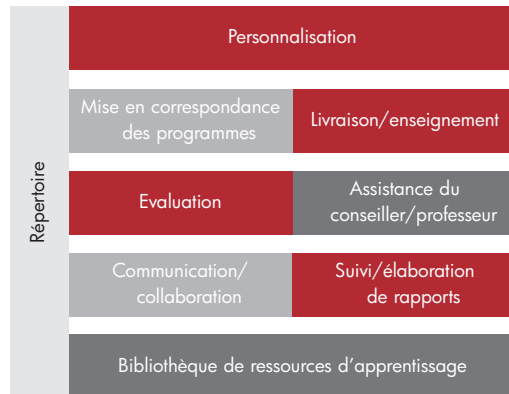 Répertoire
Personnalisation
Mise en correspondance
des programmes
Livraison/enseignement
Evaluation
Assistance du
conseiller/professeur
Communication/
collaboration
Suivi/élaboration
de rapports
Bibliothèque de ressources d'apprentissage